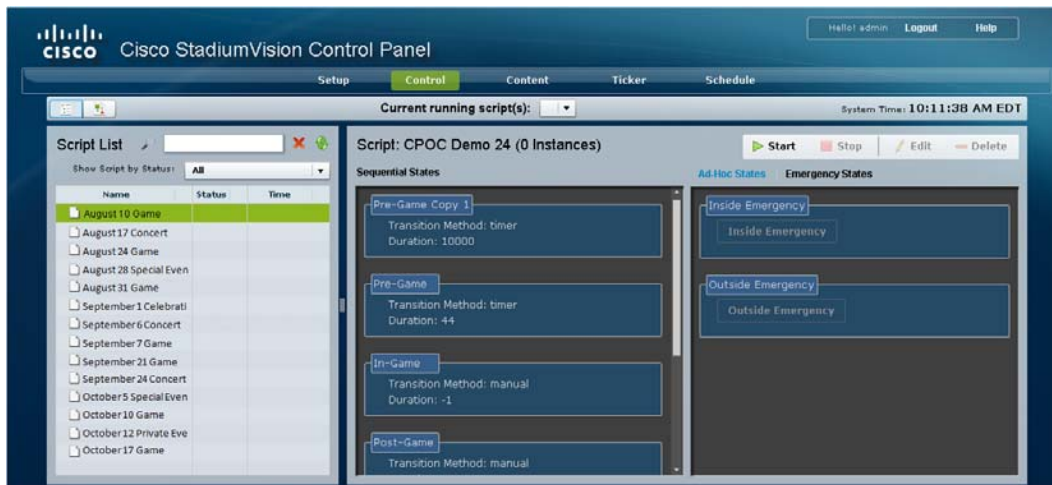 Hello! admin Logout Help
CISCO Cisco StadiumVision Control Panel
Setup Control Content Ticker Schedule
Current running script(s):
System Time: 10:11:38 AM EDT
Script List
Show Script by Status: All
Name Status Time
August 10 Game
August 17 Concert
August 24 Game
August 28 Special Even
August 31 Game
September 1 Celebrati
September 6 Concert
September 7 Game
September 21 Game
September 24 Concert
October 5 Special Even
October 10 Game
October 12 Private Eve
October 17 Game
Script: CPOC Demo 24 (0 Instances)
Start Stop Edit Delete
Sequential States
Pre-Game Copy 1
Transition Method: timer
Duration: 10000
Pre-Game
Transition Method: timer
Duration: 44
In-Game
Transition Method: manual
Duration: -1
Post-Game
Transition Method: manual
Ad-Hoc States Emergency States
Inside Emergency
Inside Emergency
Outside Emergency
Outside Emergency